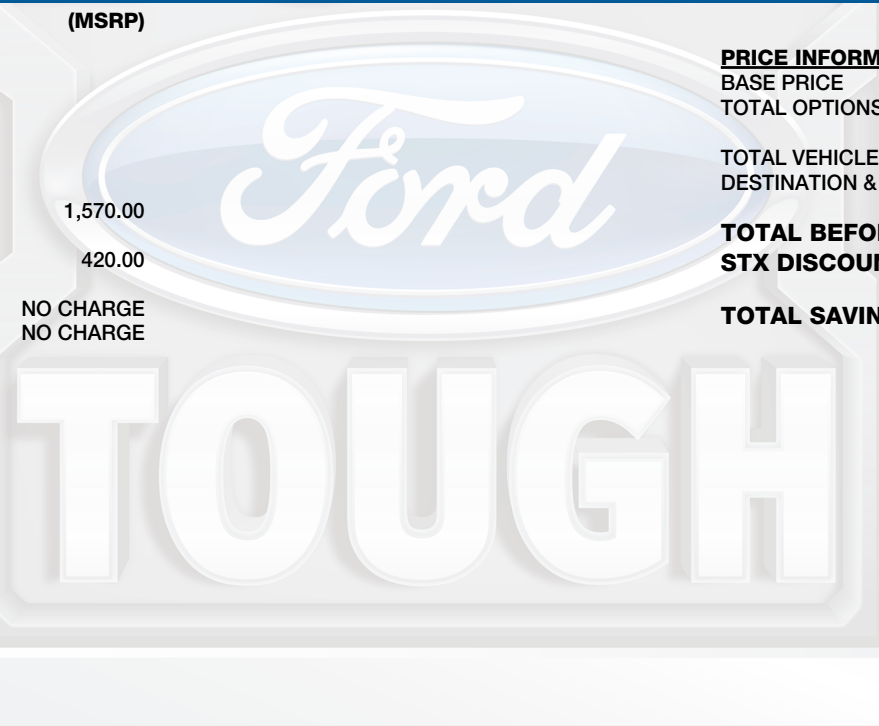 (MSRP)
1,570.00
420.00
NO CHARGE
NO CHARGE
PRICE INFORM
BASE PRICE
TOTAL OPTIONS
TOTAL VEHICLE
DESTINATION &
TOTAL BEFO
STX DISCOUN
TOTAL SAVIN
Ford
TOUGH